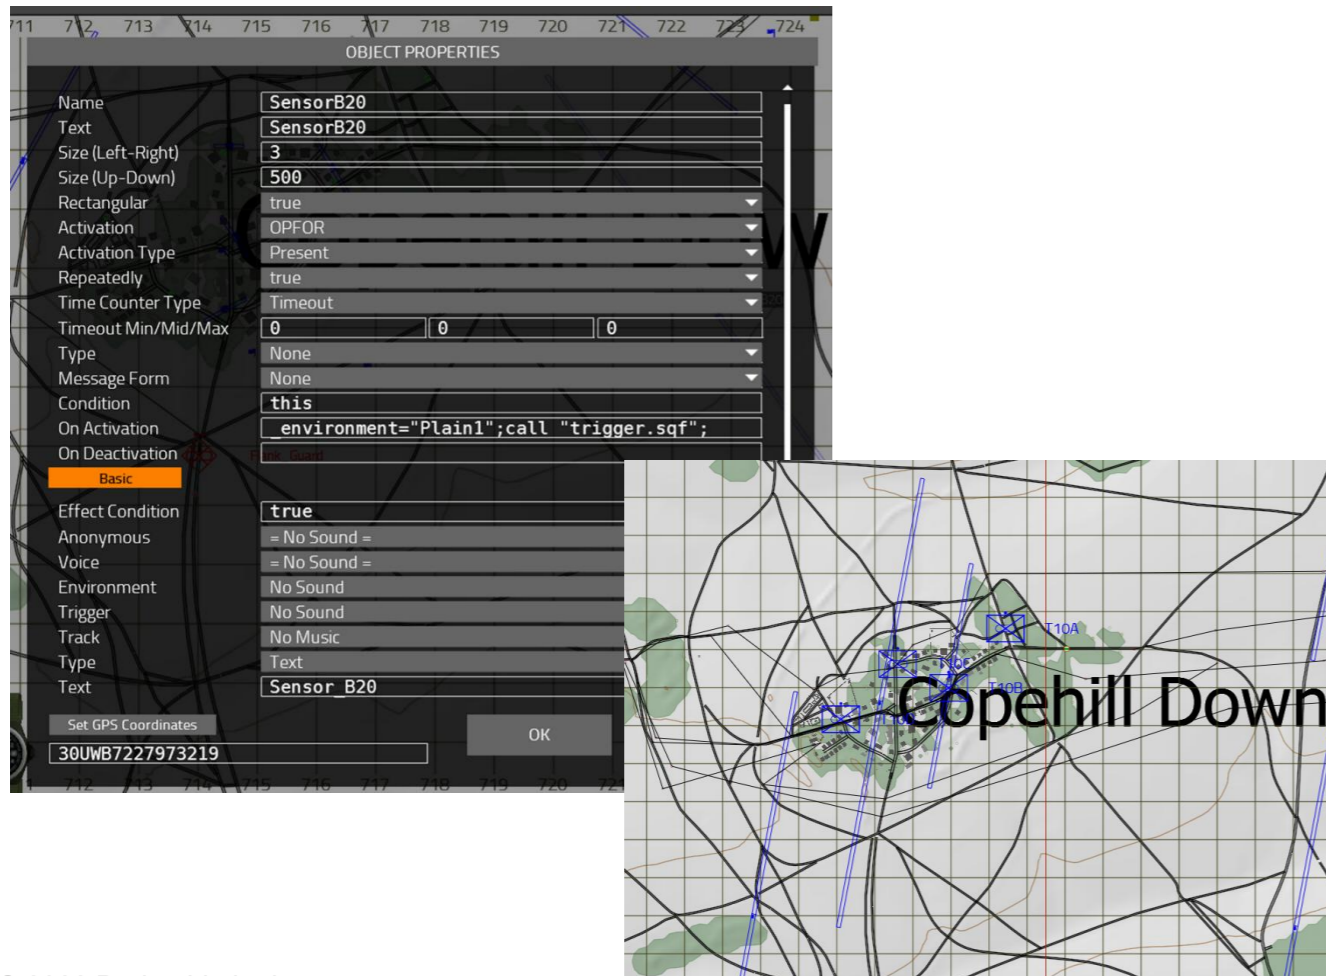 711 712 713 714 715 716 717 718 719 720 721 722 723 724
OBJECT PROPERTIES
Name SensorB20
Text SensorB20
Size (Left-Right) 3
Size (Up-Down) 500
Rectangular true
Activation OPFOR
Activation Type Present
Repeatedly true
Time Counter Type Timeout
Timeout Min/Mid/Max 0 0 0
Type None
Message Form None
Condition this
On Activation _environment="Plain1";call "trigger.sqf";
On Deactivation
Basic
Effect Condition true
Anonymous = No Sound =
Voice = No Sound =
Environment No Sound
Trigger No Sound
Track No Music
Type Text
Text Sensor_B20
Set GPS Coordinates
OK
30UWB7227973219
712 713 714 715 716 717 718 719 720
T10A
T10B
Copehill Down